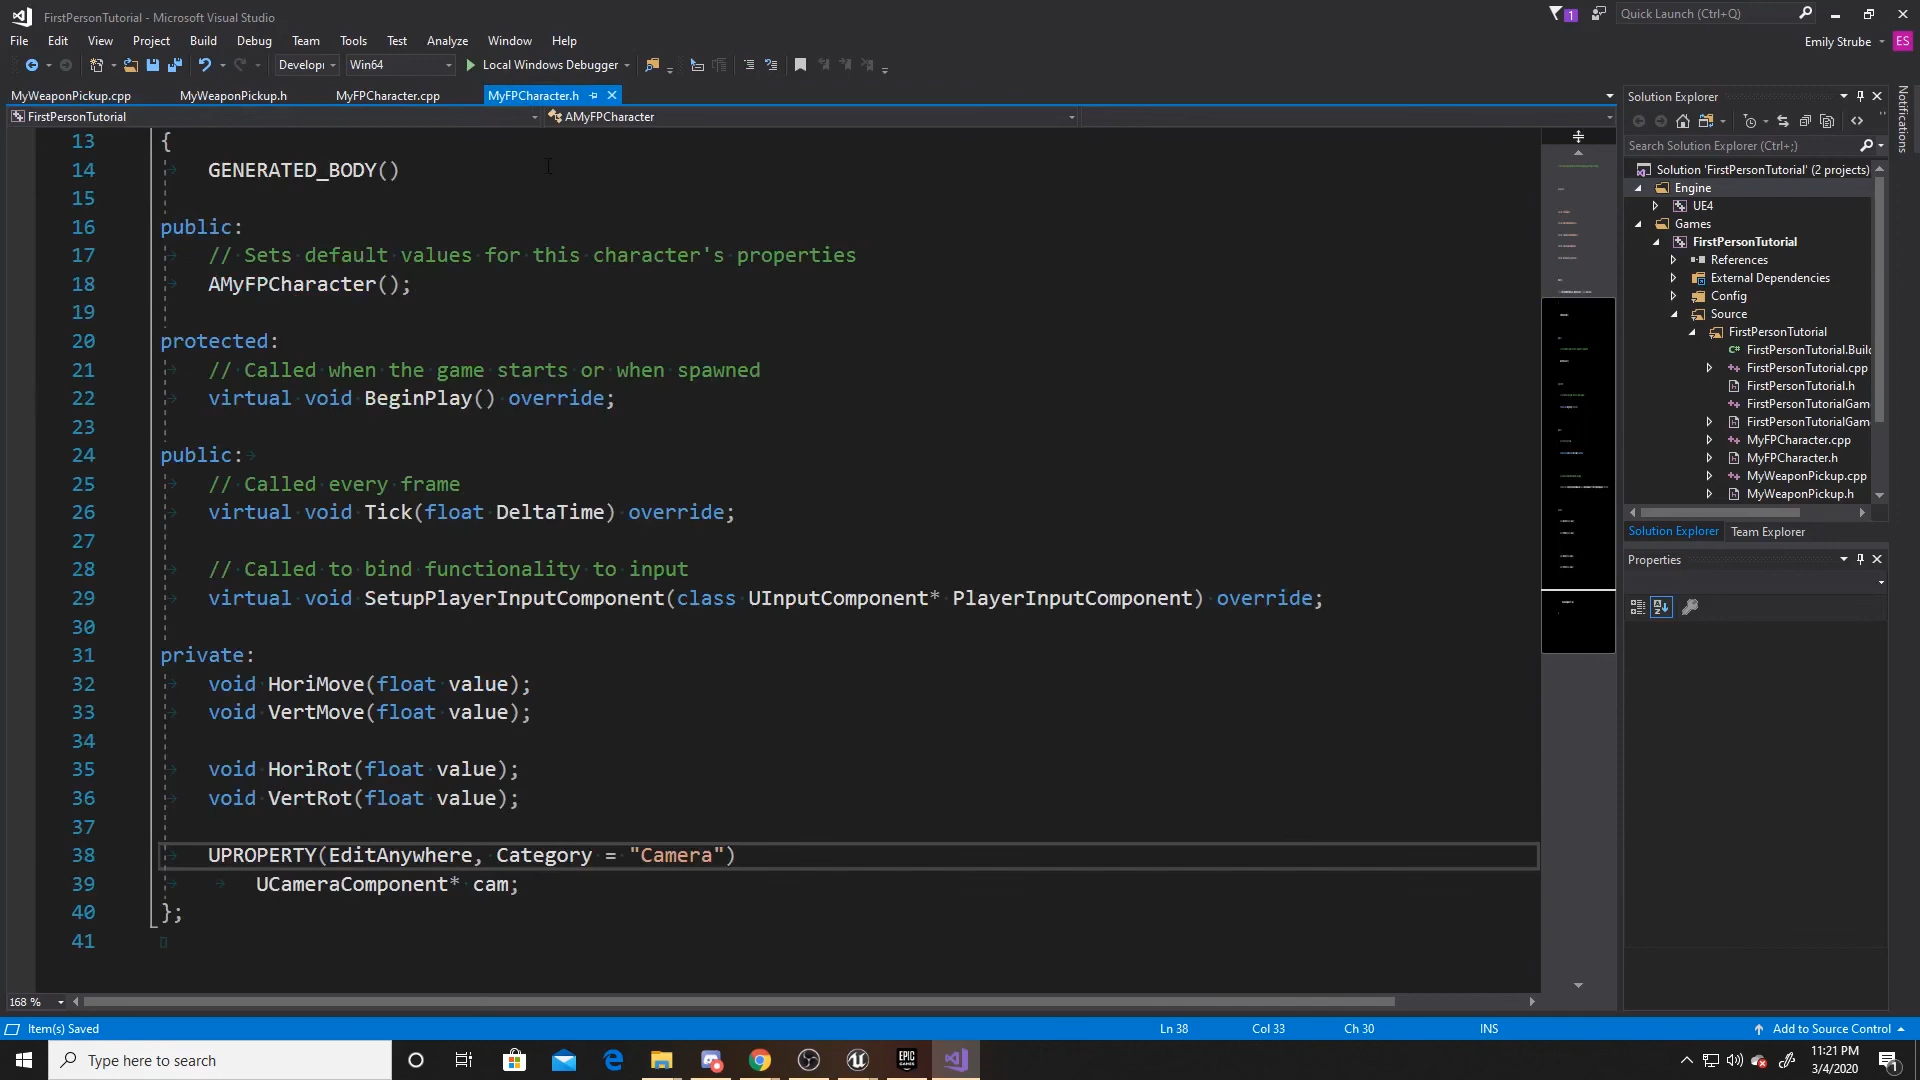 FirstPersonTutorial - Microsoft Visual Studio
1
Quick Launch (Ctrl+Q)
File Edit View Project Build Debug Team Tools Test Analyze Window Help
Emily Strube
ES
Develop
Win64
Local Windows Debugger
MyWeaponPickup.cpp MyWeaponPickup.h MyFPCharacter.cpp MyFPCharacter.h
FirstPersonTutorial
AMyFPCharacter
13 {
14 GENERATED_BODY()
15
16 public:
17 // Sets default values for this character's properties
18 AMyFPCharacter();
19
20 protected:
21 // Called when the game starts or when spawned
22 virtual void BeginPlay() override;
23
24 public:
25 // Called every frame
26 virtual void Tick(float DeltaTime) override;
27
28 // Called to bind functionality to input
29 virtual void SetupPlayerInputComponent(class UInputComponent* PlayerInputComponent) override;
30
31 private:
32 void HoriMove(float value);
33 void VertMove(float value);
34
35 void HoriRot(float value);
36 void VertRot(float value);
37
38 UPROPERTY(EditAnywhere, Category = "Camera")
39 UCameraComponent* cam;
40 };
41
168 %
Solution Explorer
Search Solution Explorer (Ctrl+;)
Solution 'FirstPersonTutorial' (2 projects)
Engine
UE4
Games
FirstPersonTutorial
References
External Dependencies
Config
Source
FirstPersonTutorial
C# FirstPersonTutorial.Build
FirstPersonTutorial.cpp
FirstPersonTutorial.h
FirstPersonTutorialGam
FirstPersonTutorialGam
MyFPCharacter.cpp
MyFPCharacter.h
MyWeaponPickup.cpp
MyWeaponPickup.h
Solution Explorer Team Explorer
Properties
Notifications
Item(s) Saved
Ln 38 Col 33 Ch 30 INS
Add to Source Control
Type here to search
EPIC GAMES
11:21 PM
3/4/2020
1